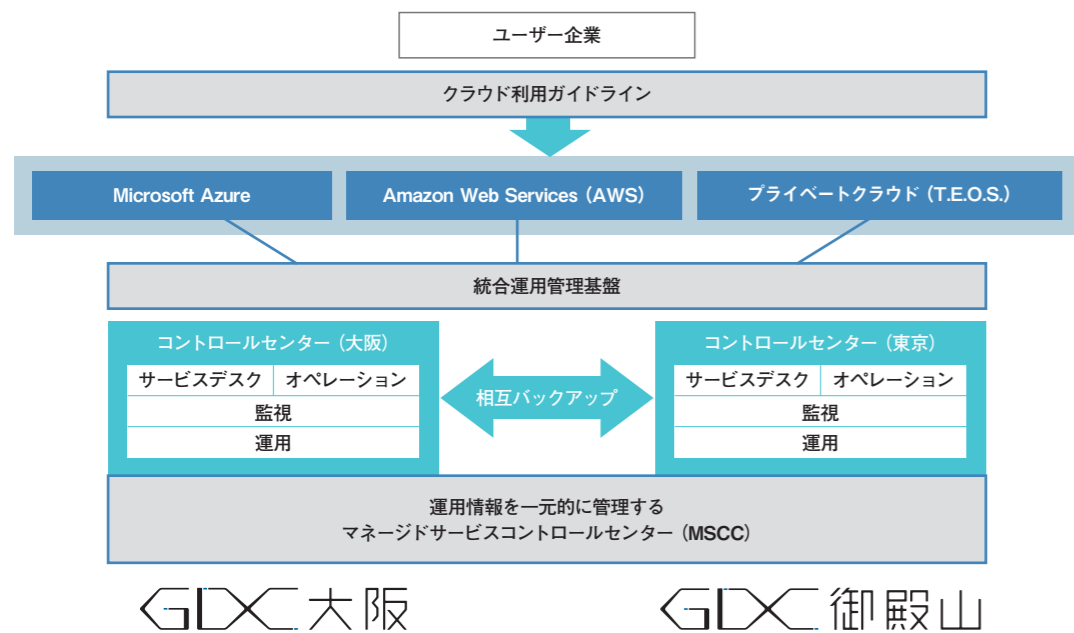 ユーザー企業
クラウド利用ガイドライン
Microsoft Azure
Amazon Web Services（AWS）
プライベートクラウド（T.E.O.S.）
統合運用管理基盤
コントロールセンター（大阪）
サービスデスク オペレーション
監視
運用
相互バックアップ
コントロールセンター（東京）
サービスデスク オペレーション
監視
運用
運用情報を一元的に管理する
マネージドサービスコントロールセンター（MSCC）
GDC 大阪
GDC 御殿山